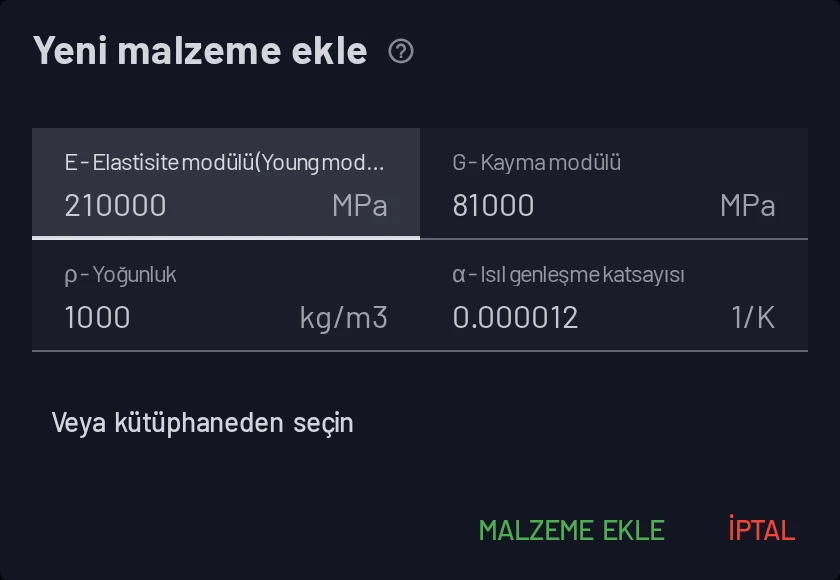 Yeni malzeme ekle ?
E - Elastisite modülü (Young mod...
210000 MPa
G - Kayma modülü
81000 MPa
ρ - Yoğunluk
1000 kg/m3
α - Isıl genleşme katsayısı
0.000012 1/K
Veya kütüphaneden seçin
MALZEME EKLE İPTAL